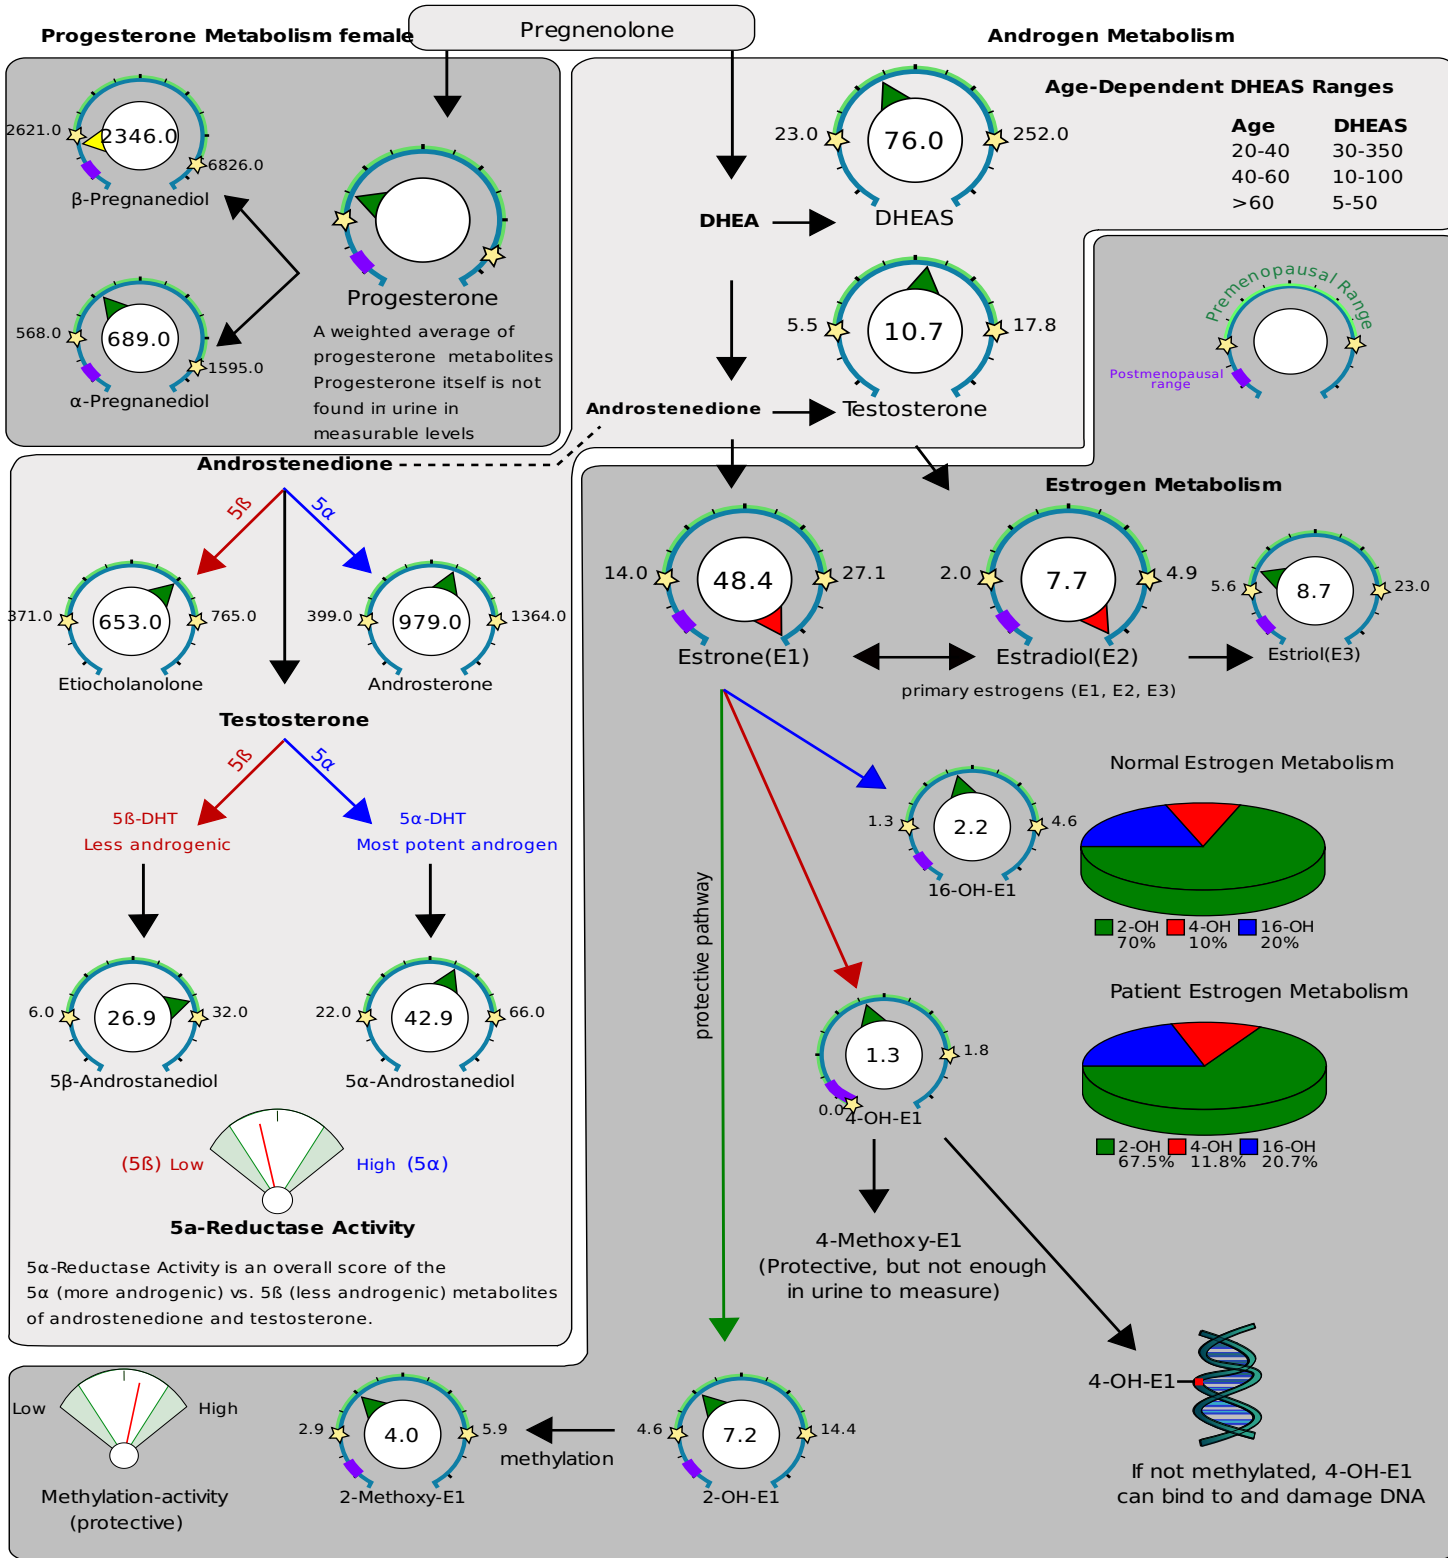 Progesterone Metabolism female
Pregnenolone
Androgen Metabolism
2621.0
2346.0
6826.0
β-Pregnanediol
568.0
689.0
1595.0
α-Pregnanediol
Progesterone
A weighted average of
progesterone metabolites
Progesterone itself is not
found in urine in
measurable levels
Age-Dependent DHEAS Ranges
Age DHEAS
20-40 30-350
40-60 10-100
>60 5-50
23.0
76.0
252.0
DHEA
DHEAS
5.5
10.7
17.8
Androstenedione
Testosterone
Premenopausal Range
Postmenopausal
range
Androstenedione
5ß
5α
371.0
653.0
765.0
Etiocholanolone
399.0
979.0
1364.0
Androsterone
Testosterone
5ß
5α
5ß-DHT
Less androgenic
5α-DHT
Most potent androgen
6.0
26.9
32.0
5β-Androstanediol
22.0
42.9
66.0
5α-Androstanediol
(5ß) Low
High (5α)
5a-Reductase Activity
5α-Reductase Activity is an overall score of the
5α (more androgenic) vs. 5ß (less androgenic) metabolites
of androstenedione and testosterone.
Estrogen Metabolism
14.0
48.4
27.1
Estrone(E1)
2.0
7.7
4.9
Estradiol(E2)
5.6
8.7
23.0
Estriol(E3)
primary estrogens (E1, E2, E3)
protective pathway
1.3
2.2
4.6
16-OH-E1
Normal Estrogen Metabolism
2-OH 4-OH 16-OH
70% 10% 20%
1.3
1.8
0.0
4-OH-E1
Patient Estrogen Metabolism
2-OH 4-OH 16-OH
67.5% 11.8% 20.7%
4-Methoxy-E1
(Protective, but not enough
in urine to measure)
4-OH-E1
If not methylated, 4-OH-E1
can bind to and damage DNA
Low
High
Methylation-activity
(protective)
2.9
4.0
5.9
2-Methoxy-E1
methylation
4.6
7.2
14.4
2-OH-E1